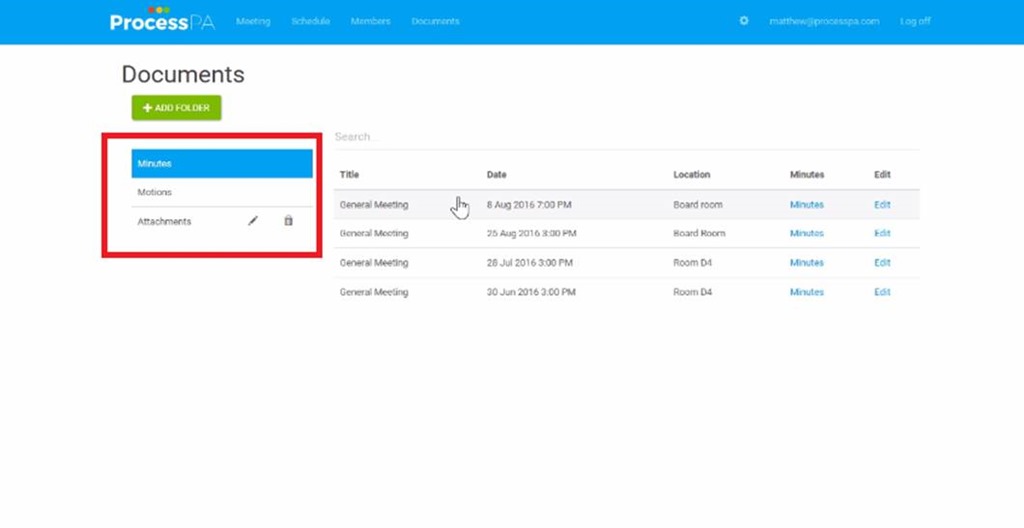 ProcessPA Meeting Schedule Members Documents matthew@processpa.com Log off
Documents
+ ADD FOLDER
Search...
Minutes
Motions
Attachments
Title Date Location Minutes Edit
General Meeting 8 Aug 2016 7:00 PM Board room Minutes Edit
General Meeting 25 Aug 2016 3:00 PM Board Room Minutes Edit
General Meeting 28 Jul 2016 3:00 PM Room D4 Minutes Edit
General Meeting 30 Jun 2016 3:00 PM Room D4 Minutes Edit